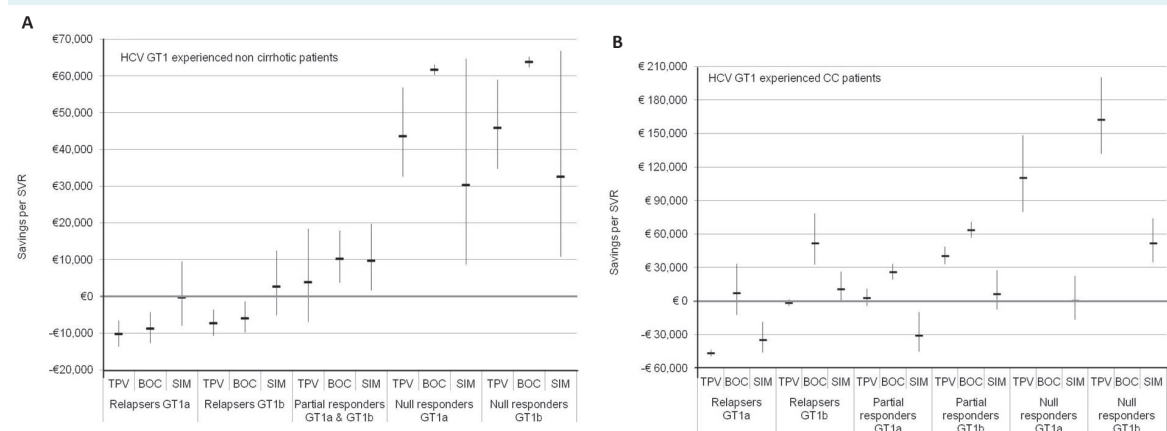 A
HCV GT1 experienced non cirrhotic patients
Savings per SVR
€70,000
€60,000
€50,000
€40,000
€30,000
€20,000
€10,000
€0
-€10,000
-€20,000
TPV BOC SIM TPV BOC SIM TPV BOC SIM TPV BOC SIM TPV BOC SIM
Relapsers GT1a Relapsers GT1b Partial responders Null responders Null responders
GT1a & GT1b GT1a GT1b
B
HCV GT1 experienced CC patients
Savings per SVR
€ 210,000
€ 180,000
€ 150,000
€ 120,000
€ 90,000
€ 60,000
€ 30,000
€ 0
-€ 30,000
-€ 60,000
TPV BOC SIM TPV BOC SIM TPV BOC SIM TPV BOC SIM TPV BOC SIM TPV BOC SIM
Relapsers Relapsers Partial Partial Null Null
GT1a GT1b responders responders responders responders
GT1a GT1b GT1a GT1b